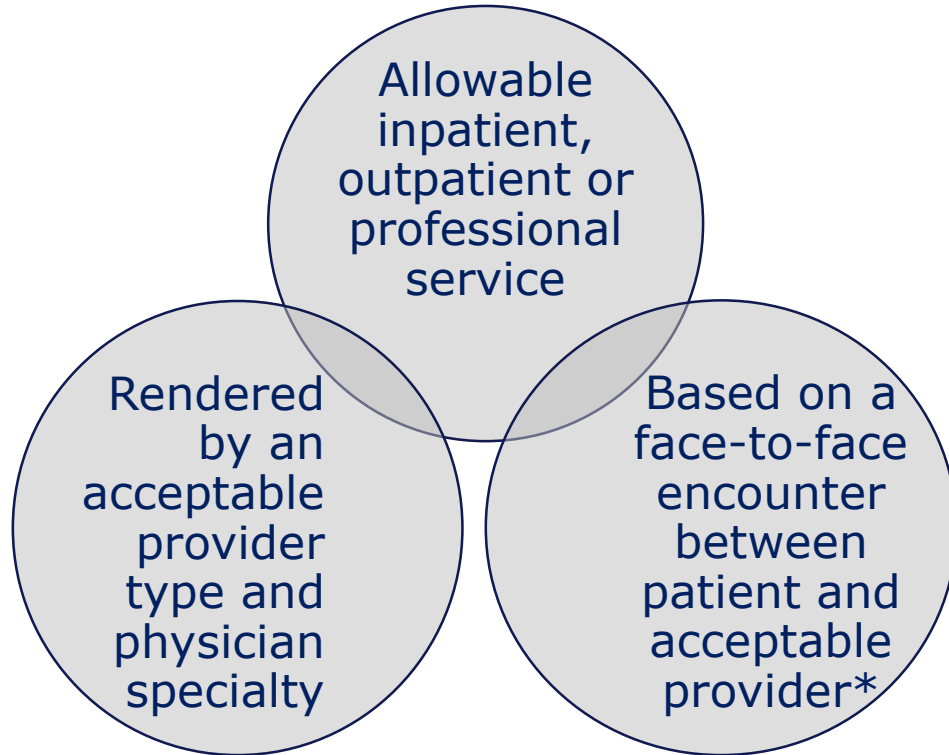 Allowable
inpatient,
outpatient or
professional
service
Rendered
by an
acceptable
provider
type and
physician
specialty
Based on a
face-to-face
encounter
between
patient and
acceptable
provider*